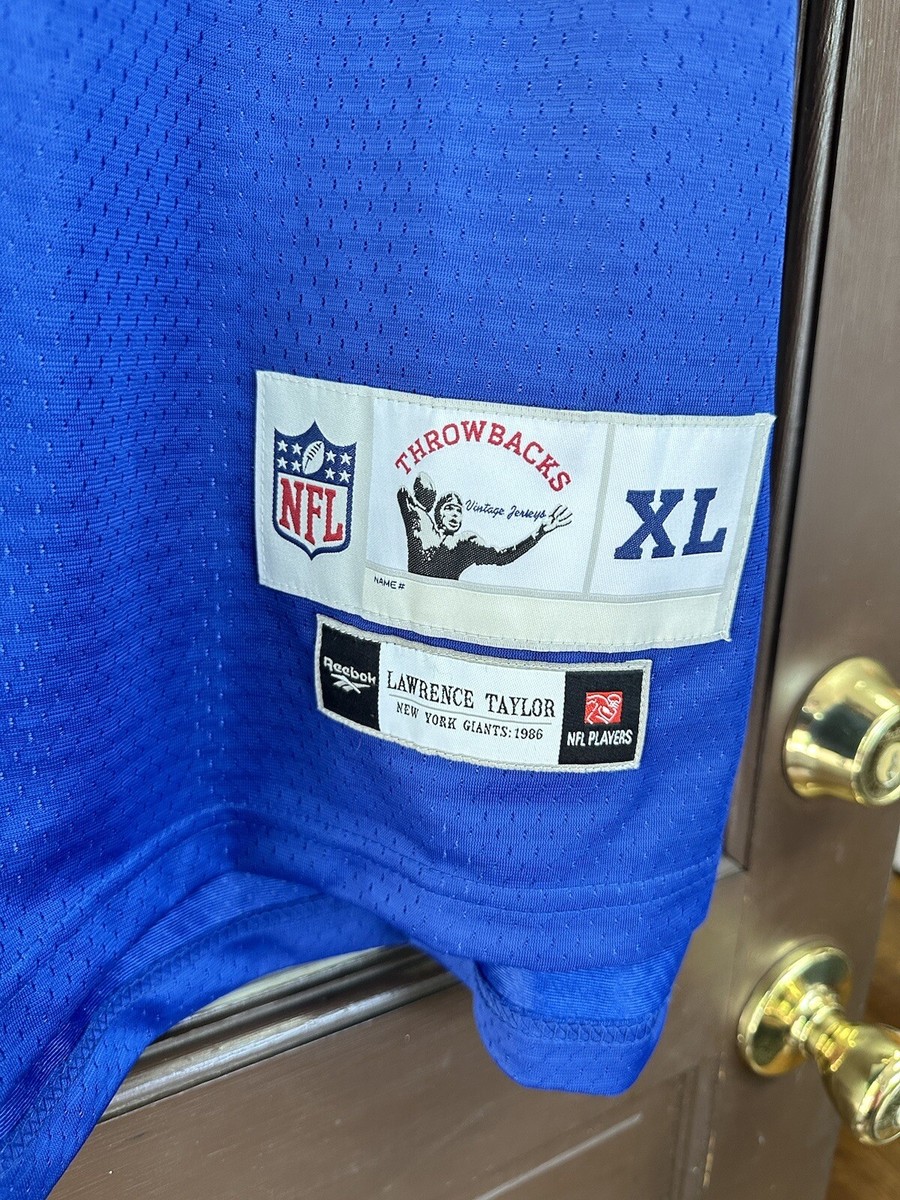 NFL
THROWBACKS
Vintage Jerseys
XL
NAME #
Reebok
LAWRENCE TAYLOR
NEW YORK GIANTS: 1986
NFL PLAYERS